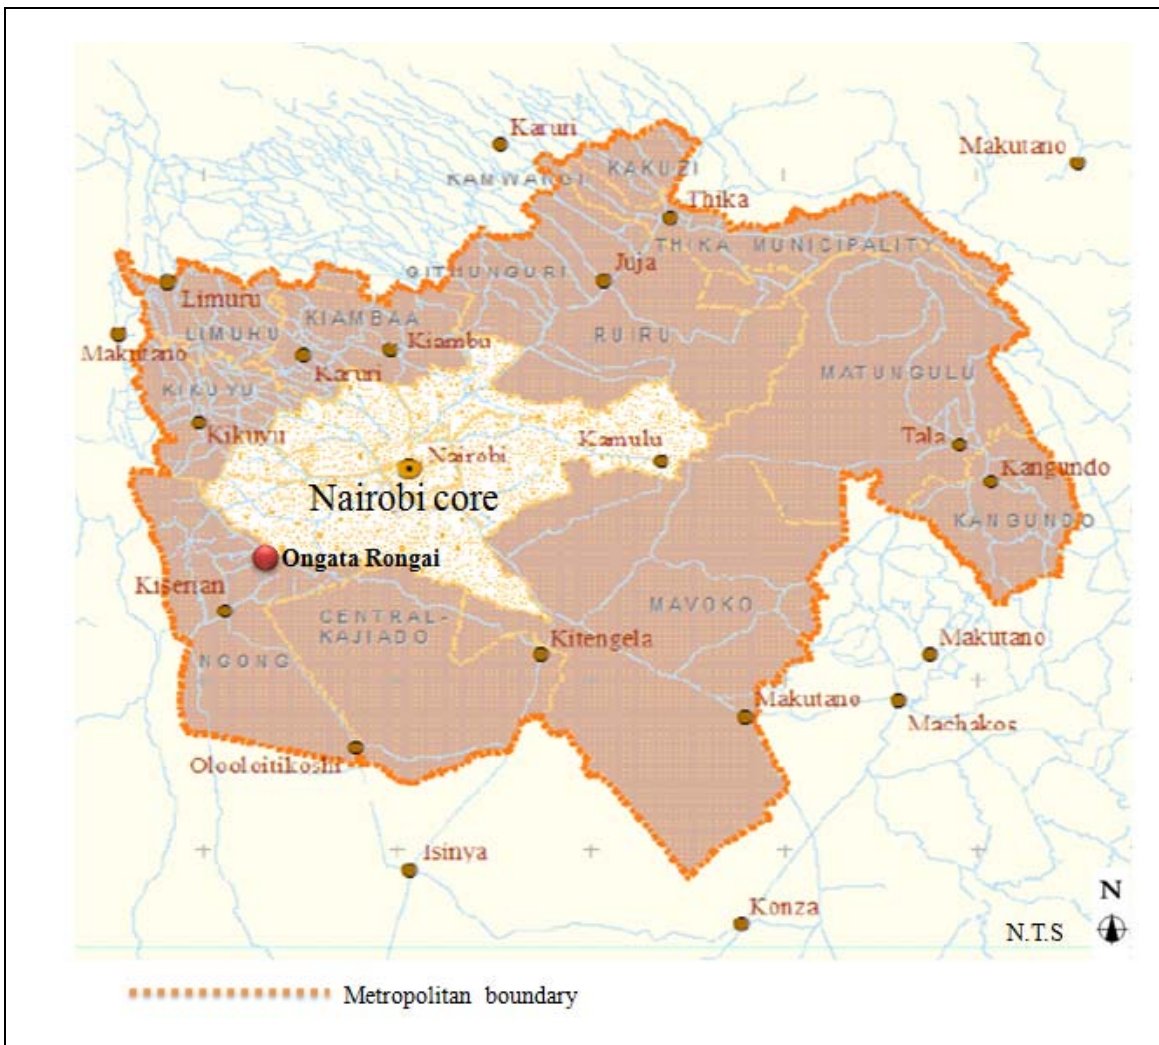 Karuri
Makutano
KAKUZI
KAMWANGI
Thika
THIKA MUNICIPALITY
GITHUNGURI
Juja
Limuru
KIAMBAA
LIMURU
RUIRU
Makutano
Kiambu
Karuri
KIKUYU
MATUNGULU
Kikuyu
Kamulu
Tala
Nairobi
Kangundo
Nairobi core
KANGUNDO
Ongata Rongai
Kiserian
MAVOKO
CENTRAL-
KAJIADO
Kitengela
Makutano
NGONG
Makutano
Machakos
Olooloitikoshi
Isinya
N
Konza
N.T.S
Metropolitan boundary